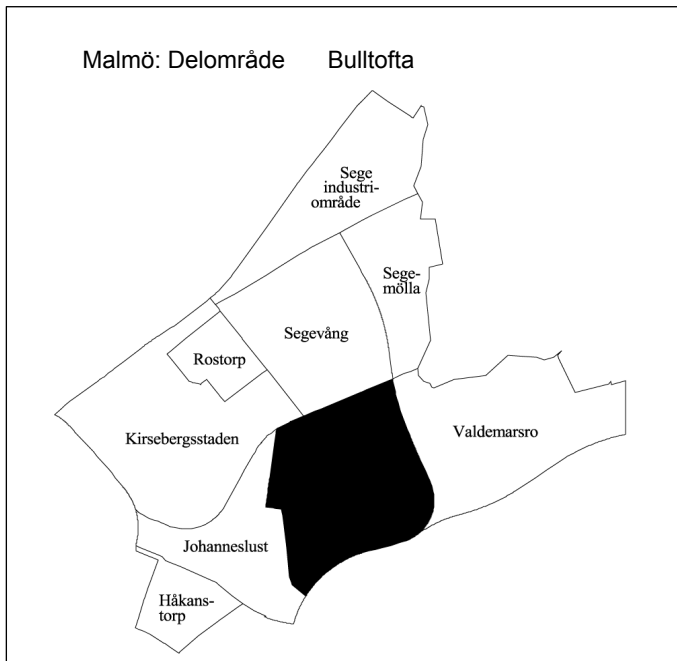 Malmö: Delområde Bulltofta
Sege
industri-
område
Sege-
mölla
Segevång
Rostorp
Kirsebergsstaden
Valdemarsro
Johanneslust
Håkans-
torp